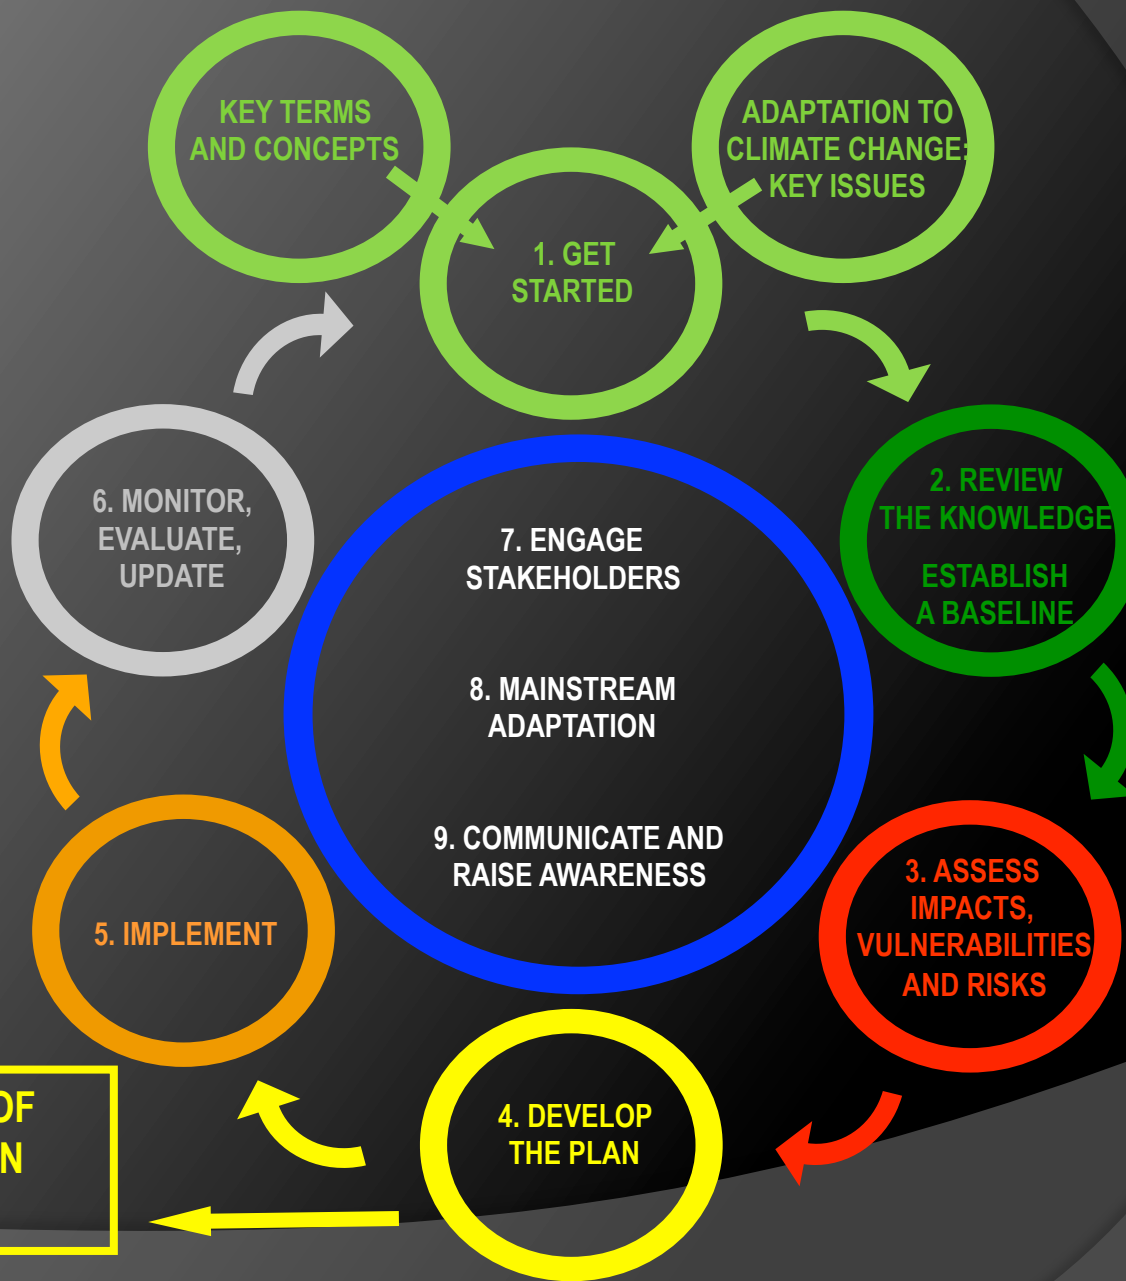 KEY TERMS
AND CONCEPTS
ADAPTATION TO
CLIMATE CHANGE:
KEY ISSUES
1. GET
STARTED
2. REVIEW
THE KNOWLEDGE
ESTABLISH
A BASELINE
3. ASSESS
IMPACTS,
VULNERABILITIES
AND RISKS
4. DEVELOP
THE PLAN
5. IMPLEMENT
6. MONITOR,
EVALUATE,
UPDATE
7. ENGAGE
STAKEHOLDERS
8. MAINSTREAM
ADAPTATION
9. COMMUNICATE AND
RAISE AWARENESS
OF